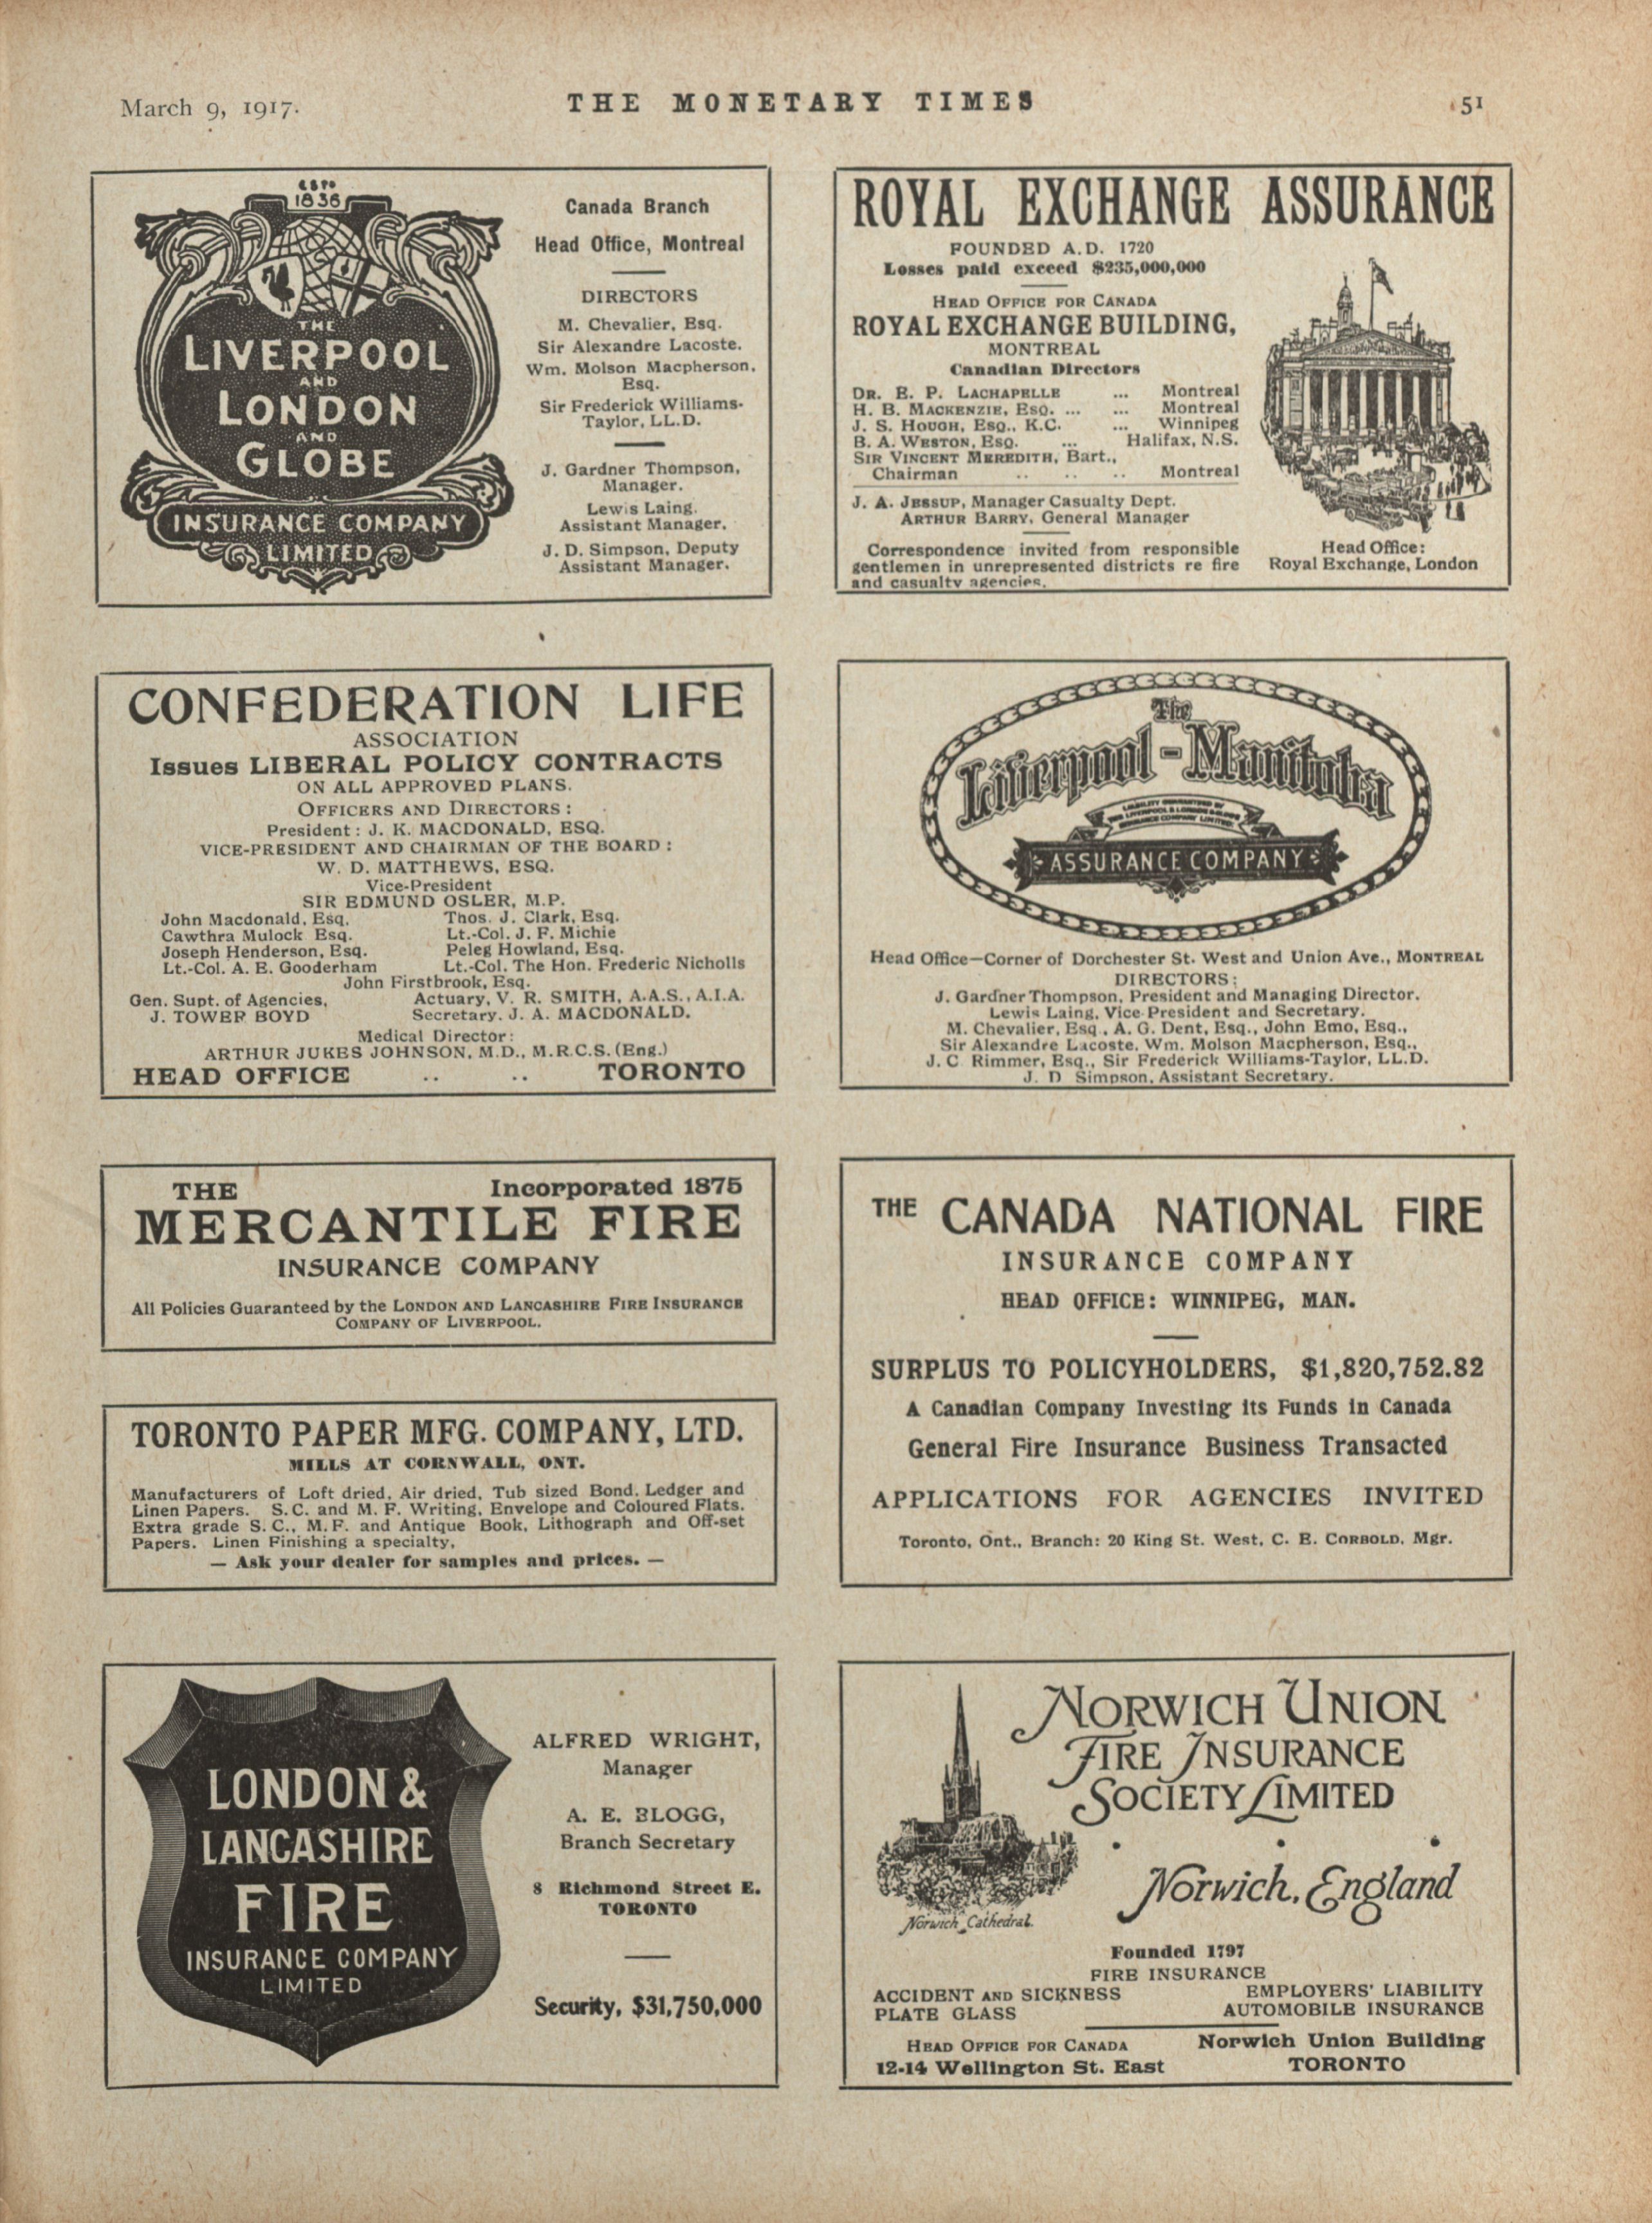 March 9, 1917.
THE MONETARY TIMES
51
ESTD
1836
THE
LIVERPOOL
AND
LONDON
AND
GLOBE
INSURANCE COMPANY
LIMITED
Canada Branch
Head Office, Montreal
DIRECTORS
M. Chevalier, Esq.
Sir Alexandre Lacoste.
Wm. Molson Macpherson,
Esq.
Sir Frederick Williams-
Taylor, LL.D.
J. Gardner Thompson,
Manager.
Lewis Laing,
Assistant Manager.
J. D. Simpson, Deputy
Assistant Manager.
ROYAL EXCHANGE ASSURANCE
FOUNDED A.D. 1720
Losses paid exceed $235,000,000
HEAD OFFICE FOR CANADA
ROYAL EXCHANGE BUILDING,
MONTREAL
Canadian Directors
DR. E. P. LACHAPELLE ... Montreal
H. B. MACKENZIE, ESQ. ... ... Montreal
J. S. HOUGH, ESQ., K.C. ... Winnipeg
B. A. WESTON, ESQ. ... Halifax, N.S.
SIR VINCENT MEREDITH, Bart.,
Chairman .. .. .. Montreal
J. A. JESSUP, Manager Casualty Dept.
ARTHUR BARRY, General Manager
Correspondence invited from responsible
gentlemen in unrepresented districts re fire
and casualty agencies.
Head Office:
Royal Exchange, London
CONFEDERATION LIFE
ASSOCIATION
Issues LIBERAL POLICY CONTRACTS
ON ALL APPROVED PLANS.
OFFICERS AND DIRECTORS:
President: J. K. MACDONALD, ESQ.
VICE-PRESIDENT AND CHAIRMAN OF THE BOARD:
W. D. MATTHEWS, ESQ.
Vice-President
SIR EDMUND OSLER, M.P.
John Macdonald, Esq. Thos. J. Clark, Esq.
Cawthra Mulock Esq. Lt.-Col. J. F. Michie
Joseph Henderson, Esq. Peleg Howland, Esq.
Lt.-Col. A. E. Gooderham Lt.-Col. The Hon. Frederic Nicholls
John Firstbrook, Esq.
Gen. Supt. of Agencies, Actuary, V. R. SMITH, A.A.S., A.I.A.
J. TOWER BOYD Secretary. J. A. MACDONALD.
Medical Director:
ARTHUR JUKES JOHNSON, M.D., M.R.C.S. (Eng.)
HEAD OFFICE .. .. TORONTO
The
Liverpool-Manitoba
LIABILITY GUARANTEED BY
THE LIVERPOOL & LONDON & GLOBE
INSURANCE COMPANY LIMITED
ASSURANCE COMPANY
Head Office—Corner of Dorchester St. West and Union Ave., MONTREAL
DIRECTORS:
J. Gardner Thompson, President and Managing Director.
Lewis Laing, Vice-President and Secretary.
M. Chevalier, Esq., A. G. Dent, Esq., John Emo, Esq.,
Sir Alexandre Lacoste, Wm. Molson Macpherson, Esq.,
J. C. Rimmer, Esq., Sir Frederick Williams-Taylor, LL.D.
J. D Simpson, Assistant Secretary.
THE Incorporated 1875
MERCANTILE FIRE
INSURANCE COMPANY
All Policies Guaranteed by the LONDON AND LANCASHIRE FIRE INSURANCE
COMPANY OF LIVERPOOL.
THE CANADA NATIONAL FIRE
INSURANCE COMPANY
HEAD OFFICE: WINNIPEG, MAN.
SURPLUS TO POLICYHOLDERS, $1,820,752.82
A Canadian Company Investing its Funds in Canada
General Fire Insurance Business Transacted
APPLICATIONS FOR AGENCIES INVITED
Toronto, Ont., Branch: 20 King St. West, C. E. CORBOLD, Mgr.
TORONTO PAPER MFG. COMPANY, LTD.
MILLS AT CORNWALL, ONT.
Manufacturers of Loft dried, Air dried, Tub sized Bond, Ledger and
Linen Papers. S.C. and M. F. Writing, Envelope and Coloured Flats.
Extra grade S. C., M. F. and Antique Book, Lithograph and Off-set
Papers. Linen Finishing a specialty,
— Ask your dealer for samples and prices. —
LONDON &
LANCASHIRE
FIRE
INSURANCE COMPANY
LIMITED
ALFRED WRIGHT,
Manager
A. E. BLOGG,
Branch Secretary
8 Richmond Street E.
TORONTO
Security, $31,750,000
NORWICH UNION
FIRE INSURANCE
SOCIETY LIMITED
Norwich, England
Norwich Cathedral.
Founded 1797
FIRE INSURANCE
ACCIDENT AND SICKNESS EMPLOYERS' LIABILITY
PLATE GLASS AUTOMOBILE INSURANCE
HEAD OFFICE FOR CANADA Norwich Union Building
12-14 Wellington St. East TORONTO